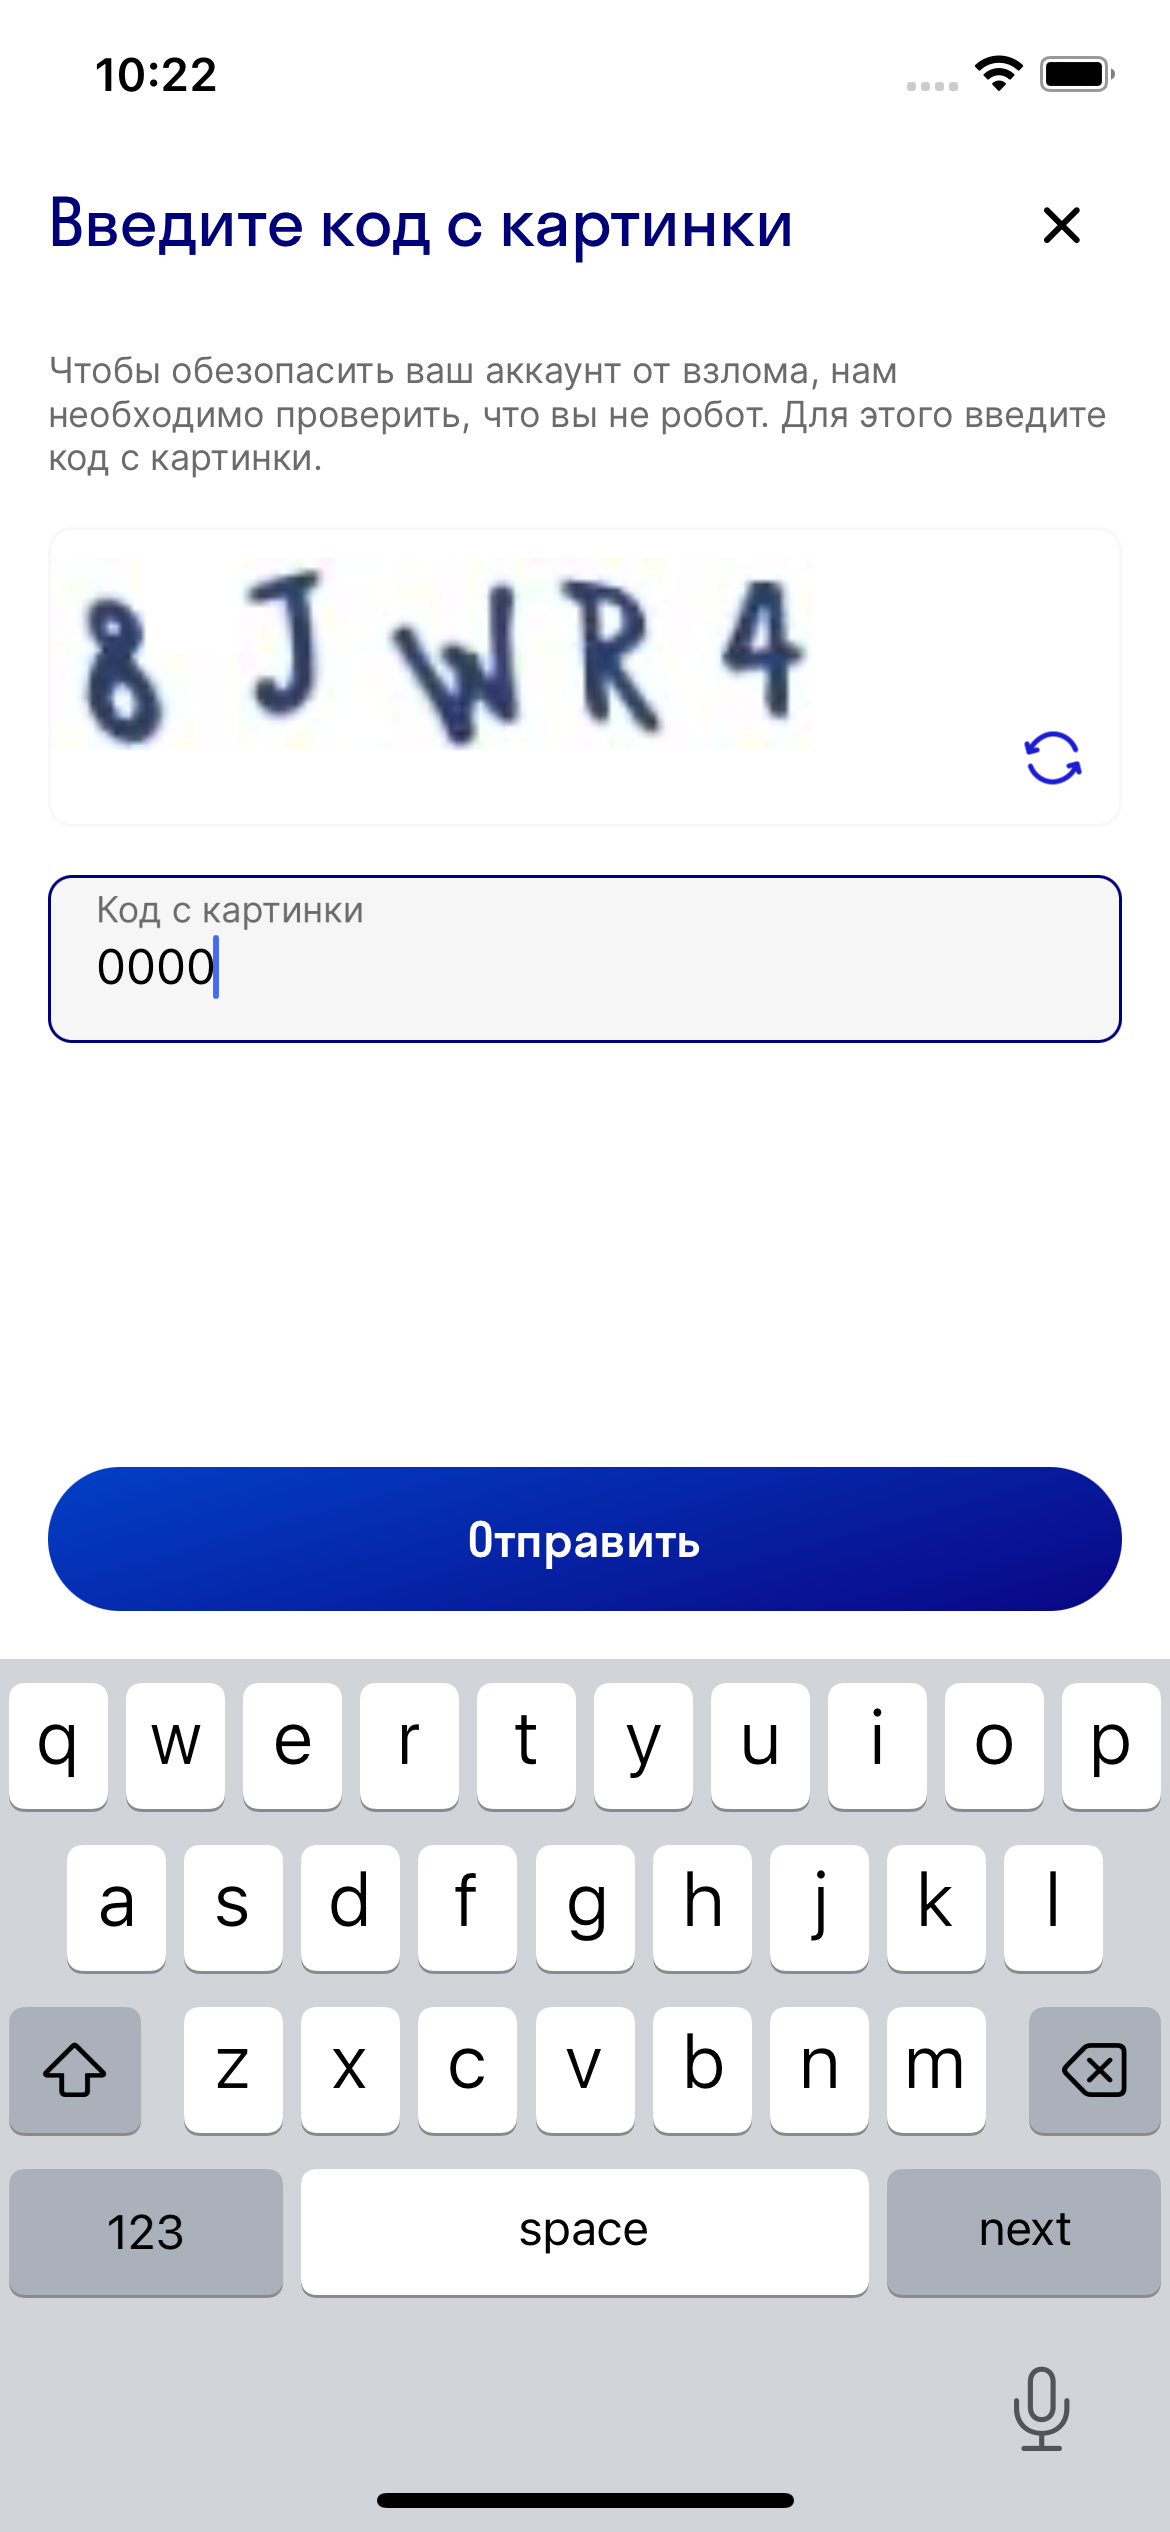 10:22
Введите код с картинки
Чтобы обезопасить ваш аккаунт от взлома, нам
необходимо проверить, что вы не робот. Для этого введите
код с картинки.
8 J W R 4
Код с картинки
0000
Отправить
q w e r t y u i o p
a s d f g h j k l
z x c v b n m
123 space next